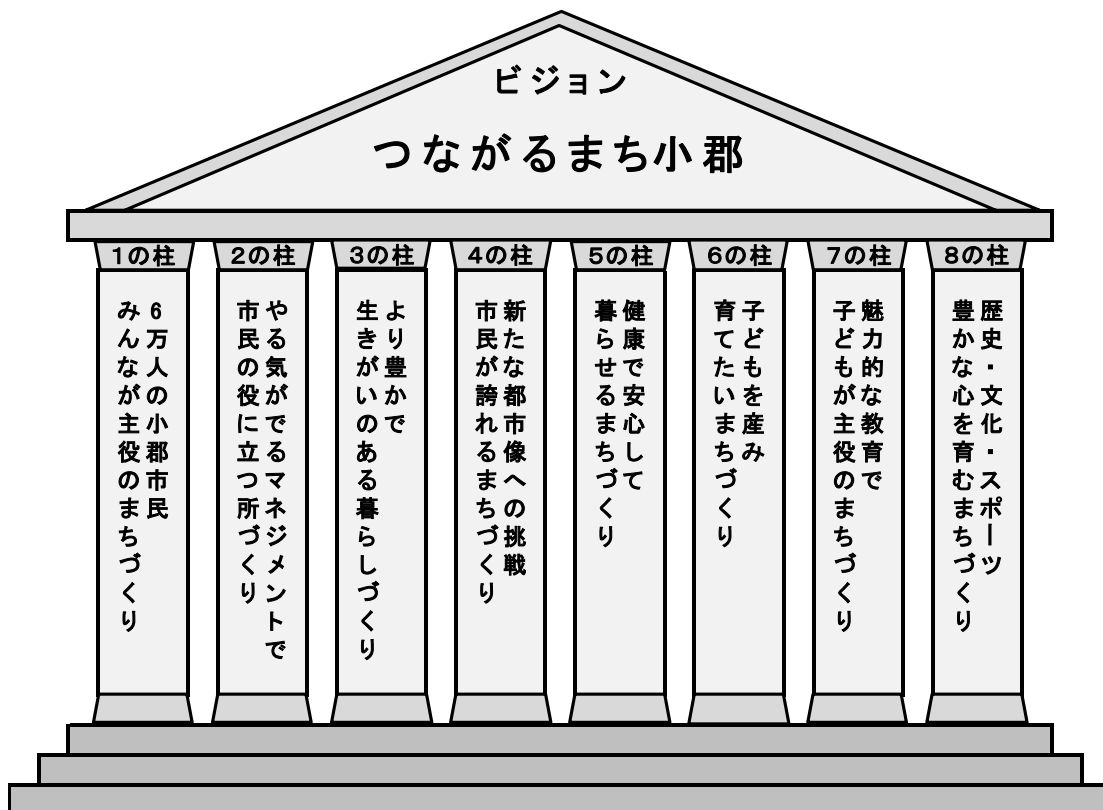 ビジョン
つながるまち小郡
1の柱
6万人の小郡市民
みんなが主役のまちづくり
2の柱
やる気がでるマネジメントで
市民の役に立つ所づくり
3の柱
より豊かで
生きがいのある暮らしづくり
4の柱
新たな都市像への挑戦
市民が誇れるまちづくり
5の柱
健康で安心して
暮らせるまちづくり
6の柱
子どもを産み
育てたいまちづくり
7の柱
魅力的な教育で
子どもが主役のまちづくり
8の柱
歴史・文化・スポーツ
豊かな心を育むまちづくり